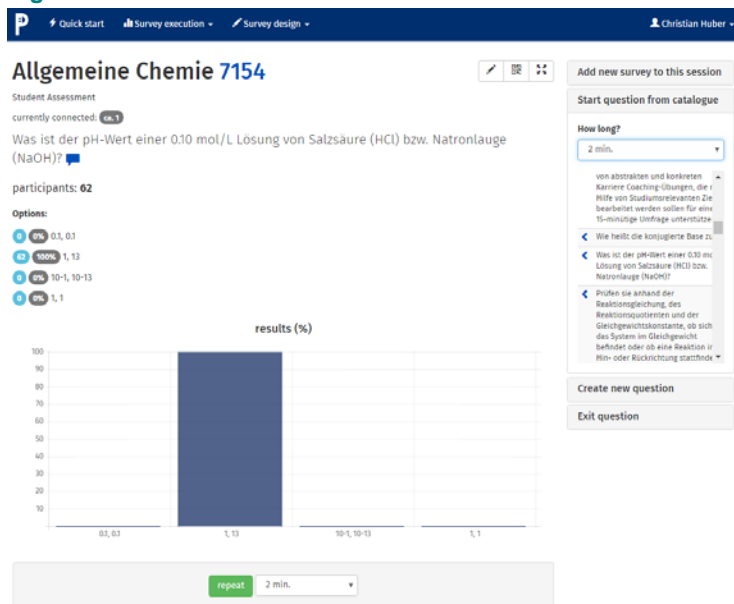 P Quick start Survey execution Survey design Christian Huber
Allgemeine Chemie 7154
Student Assessment
currently connected: ca. 1
Was ist der pH-Wert einer 0.10 mol/L Lösung von Salzsäure (HCl) bzw. Natronlauge
(NaOH)?
participants: 62
Options:
0 0% 0.1, 0.1
62 100% 1, 13
0 0% 10-1, 10-13
0 0% 1, 1
results (%)
100
90
80
70
60
50
40
30
20
10
0.1, 0.1 1, 13 10-1, 10-13 1, 1
repeat 2 min.
Add new survey to this session
Start question from catalogue
How long?
2 min.
von abstrakten und konkreten
Karriere Coaching-Übungen, die
Hilfe von Studiumsrelevanten Zie
bearbeitet werden sollen für eine
15-minütige Umfrage unterstütze
Wie heißt die konjugierte Base zu
Was ist der pH-Wert einer 0.10 mo
Lösung von Salzsäure (HCl) bzw.
Natronlauge (NaOH)?
Prüfen sie anhand der
Reaktionsgleichung, des
Reaktionsquotienten und der
Gleichgewichtskonstante, ob sich
das System im Gleichgewicht
befindet oder ob eine Reaktion in
Hin- oder Rückrichtung stattfinde
Create new question
Exit question